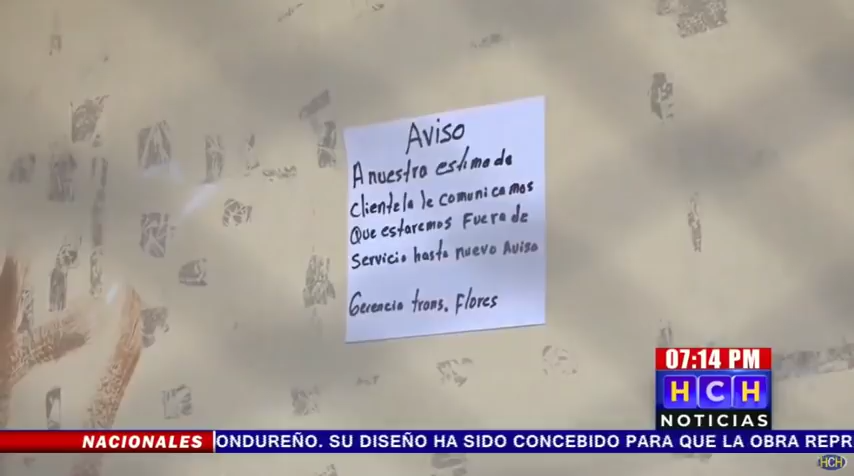 Aviso
A nuestra estimada
clientela le comunicamos
Que estaremos Fuera de
Servicio hasta nuevo Aviso
Gerencia trans. Flores
07:14 PM
HCH
NOTICIAS
NACIONALES
ONDUREÑO. SU DISEÑO HA SIDO CONCEBIDO PARA QUE LA OBRA REPR
HCH